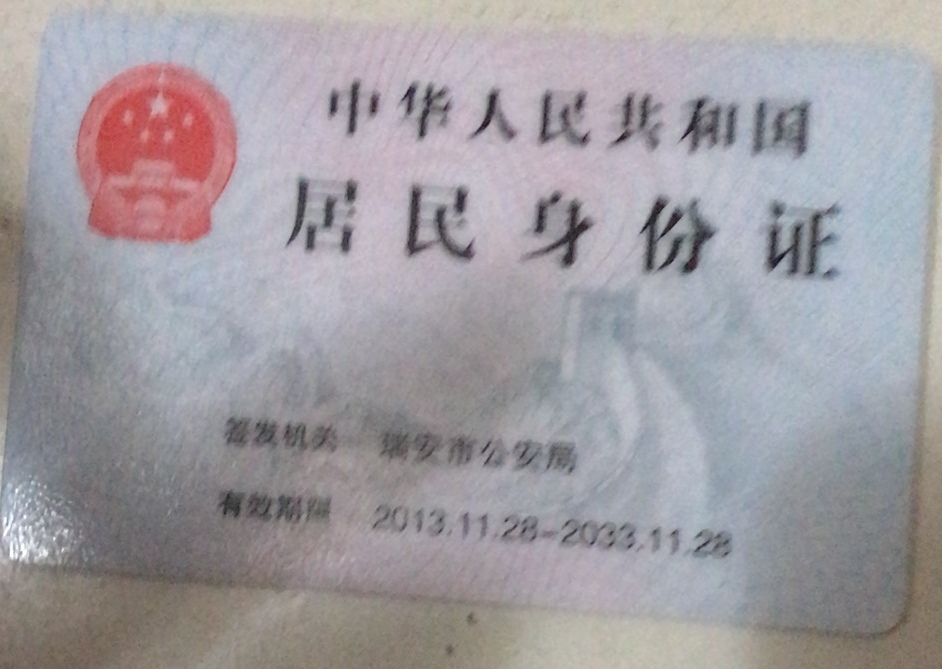 中华人民共和国
居民身份证
签发机关 瑞安市公安局
有效期限 2013.11.28-2033.11.28